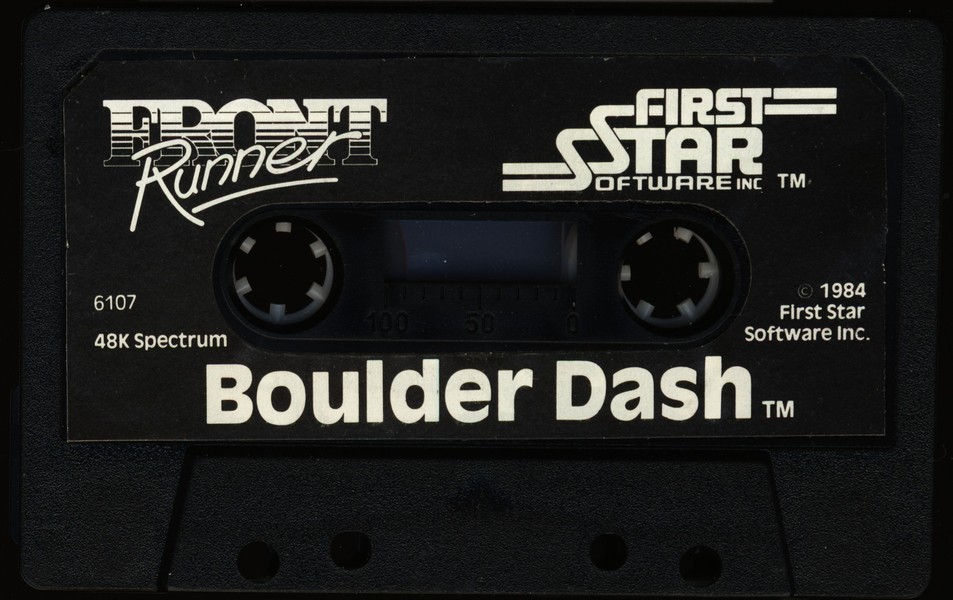 FRONT
Runner
FIRST
STAR
SOFTWARE INC TM
6107
48K Spectrum
100 50 0
© 1984
First Star
Software Inc.
Boulder Dash TM